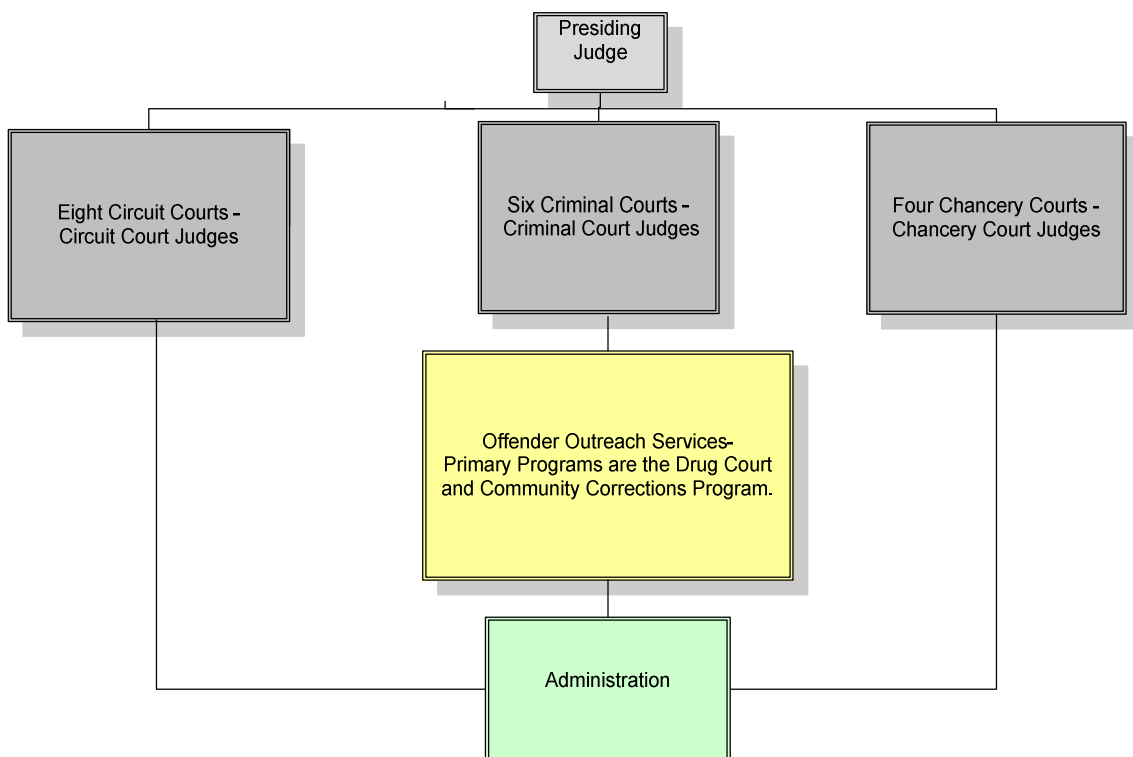 Presiding
Judge
Eight Circuit Courts -
Circuit Court Judges
Six Criminal Courts -
Criminal Court Judges
Four Chancery Courts -
Chancery Court Judges
Offender Outreach Services-
Primary Programs are the Drug Court
and Community Corrections Program.
Administration